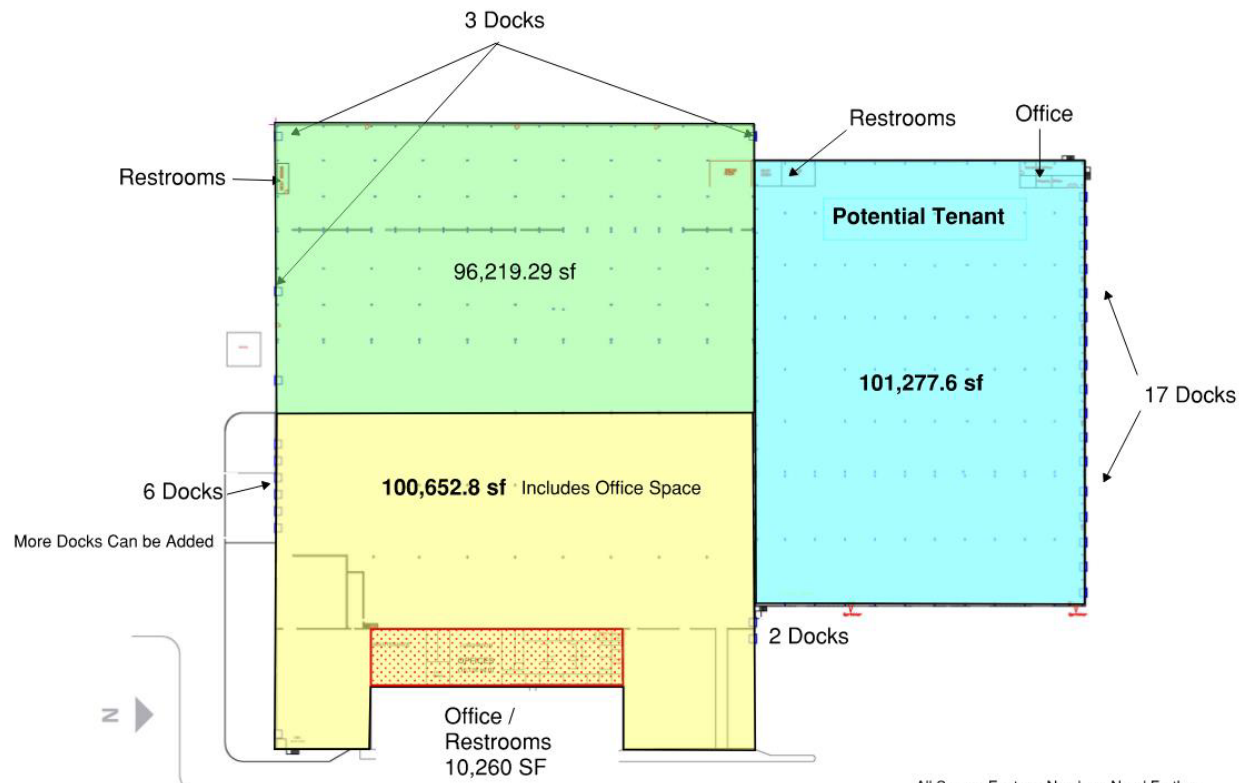 3 Docks
Restrooms
Office
Restrooms
Potential Tenant
96,219.29 sf
101,277.6 sf
17 Docks
100,652.8 sf Includes Office Space
6 Docks
More Docks Can be Added
2 Docks
OFFICES
N
Office /
Restrooms
10,260 SF